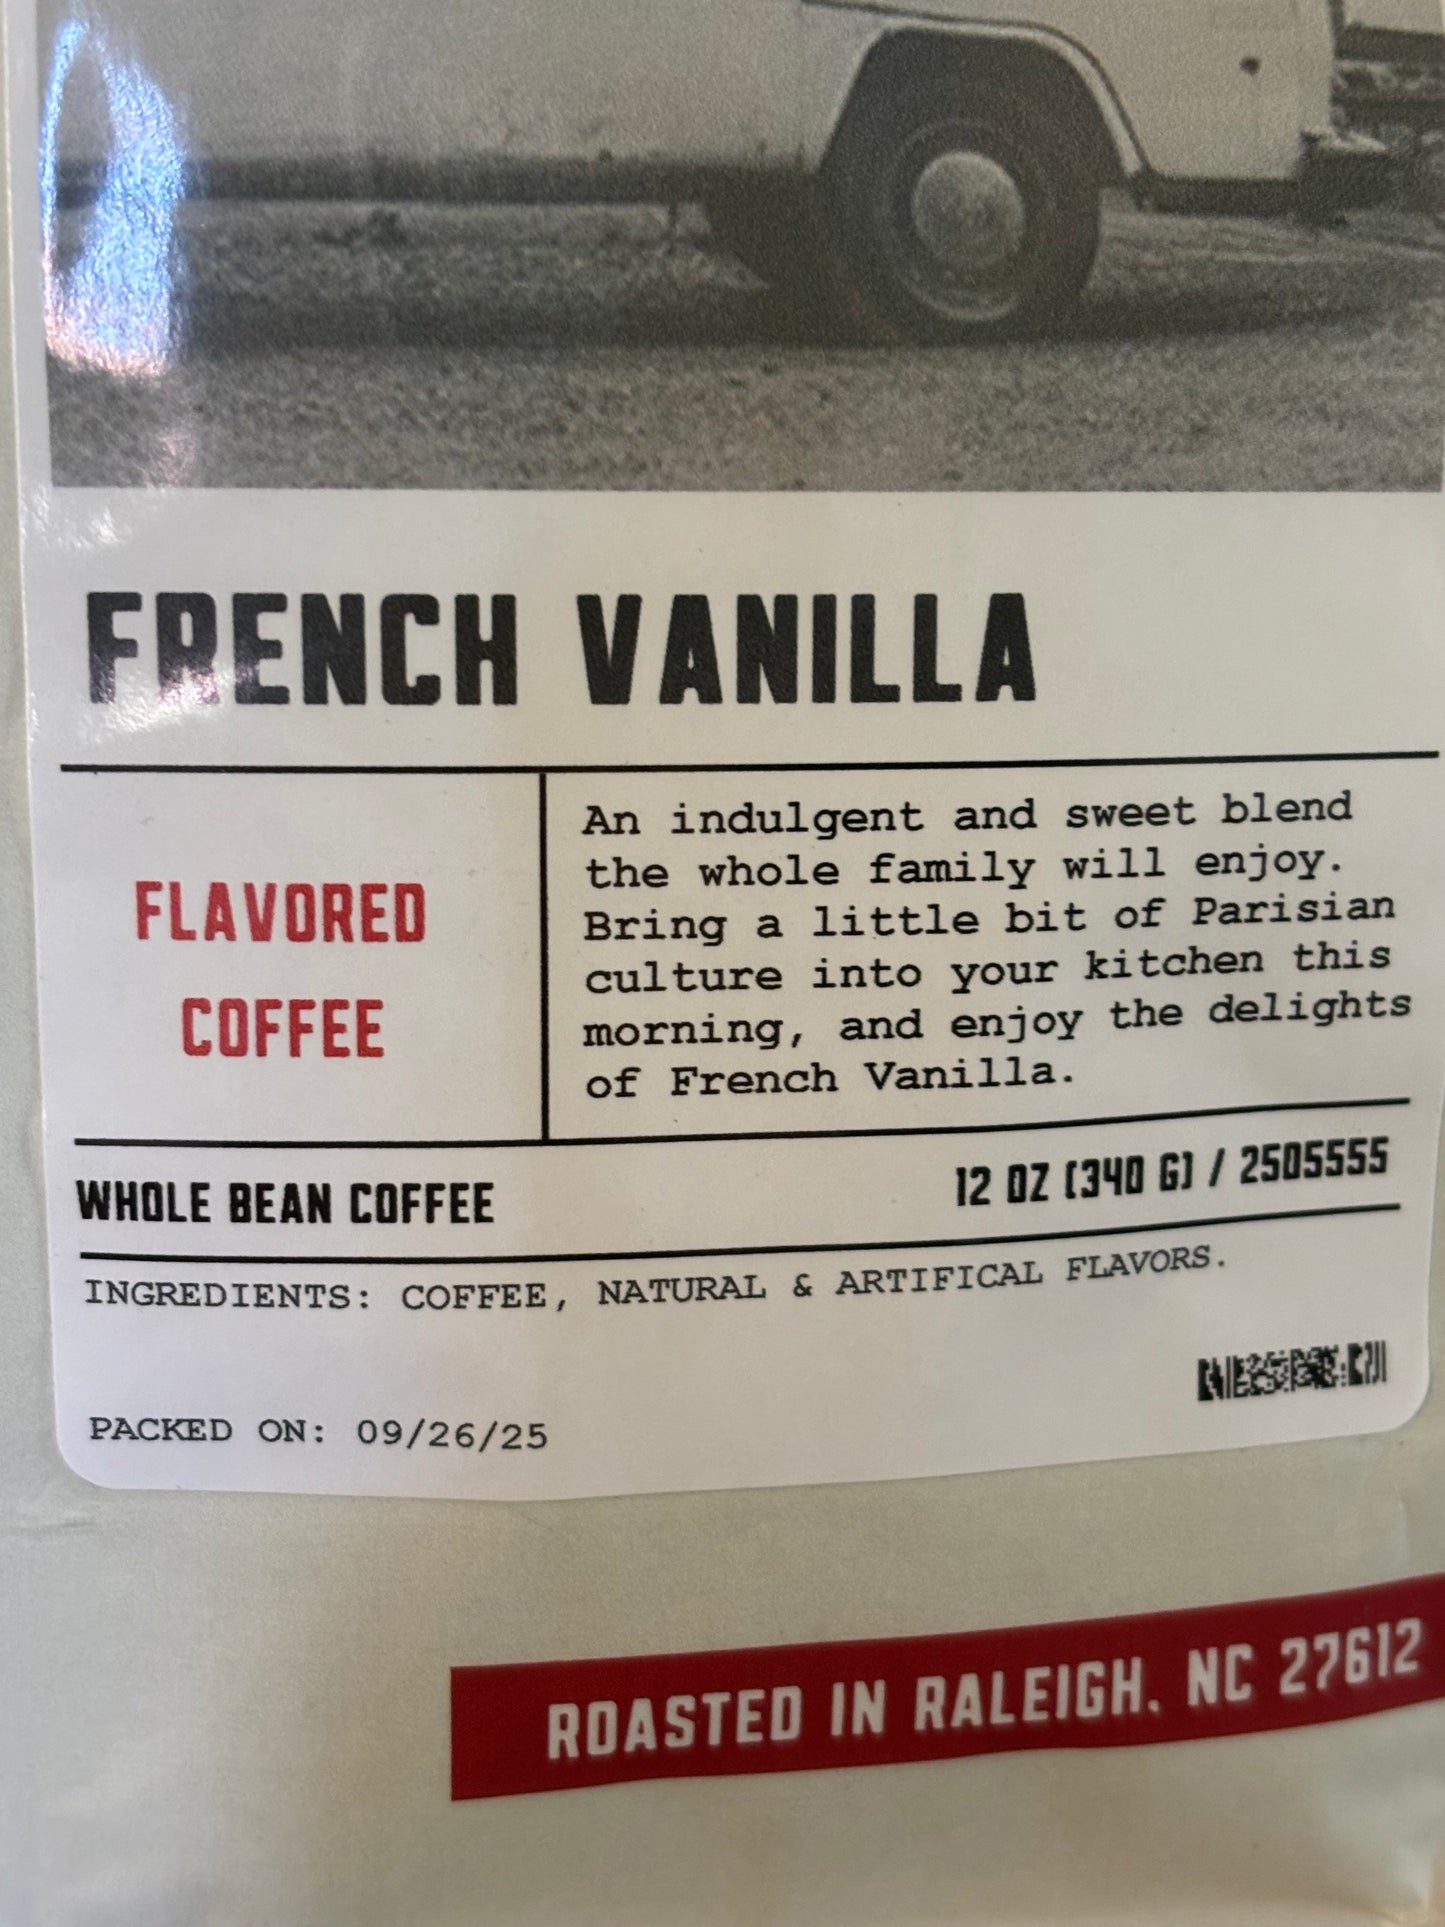 FRENCH VANILLA
FLAVORED
COFFEE
An indulgent and sweet blend
the whole family will enjoy.
Bring a little bit of Parisian
culture into your kitchen this
morning, and enjoy the delights
of French Vanilla.
WHOLE BEAN COFFEE
12 OZ (340 G) / 2505555
INGREDIENTS: COFFEE, NATURAL & ARTIFICAL FLAVORS.
PACKED ON: 09/26/25
ROASTED IN RALEIGH, NC 27612